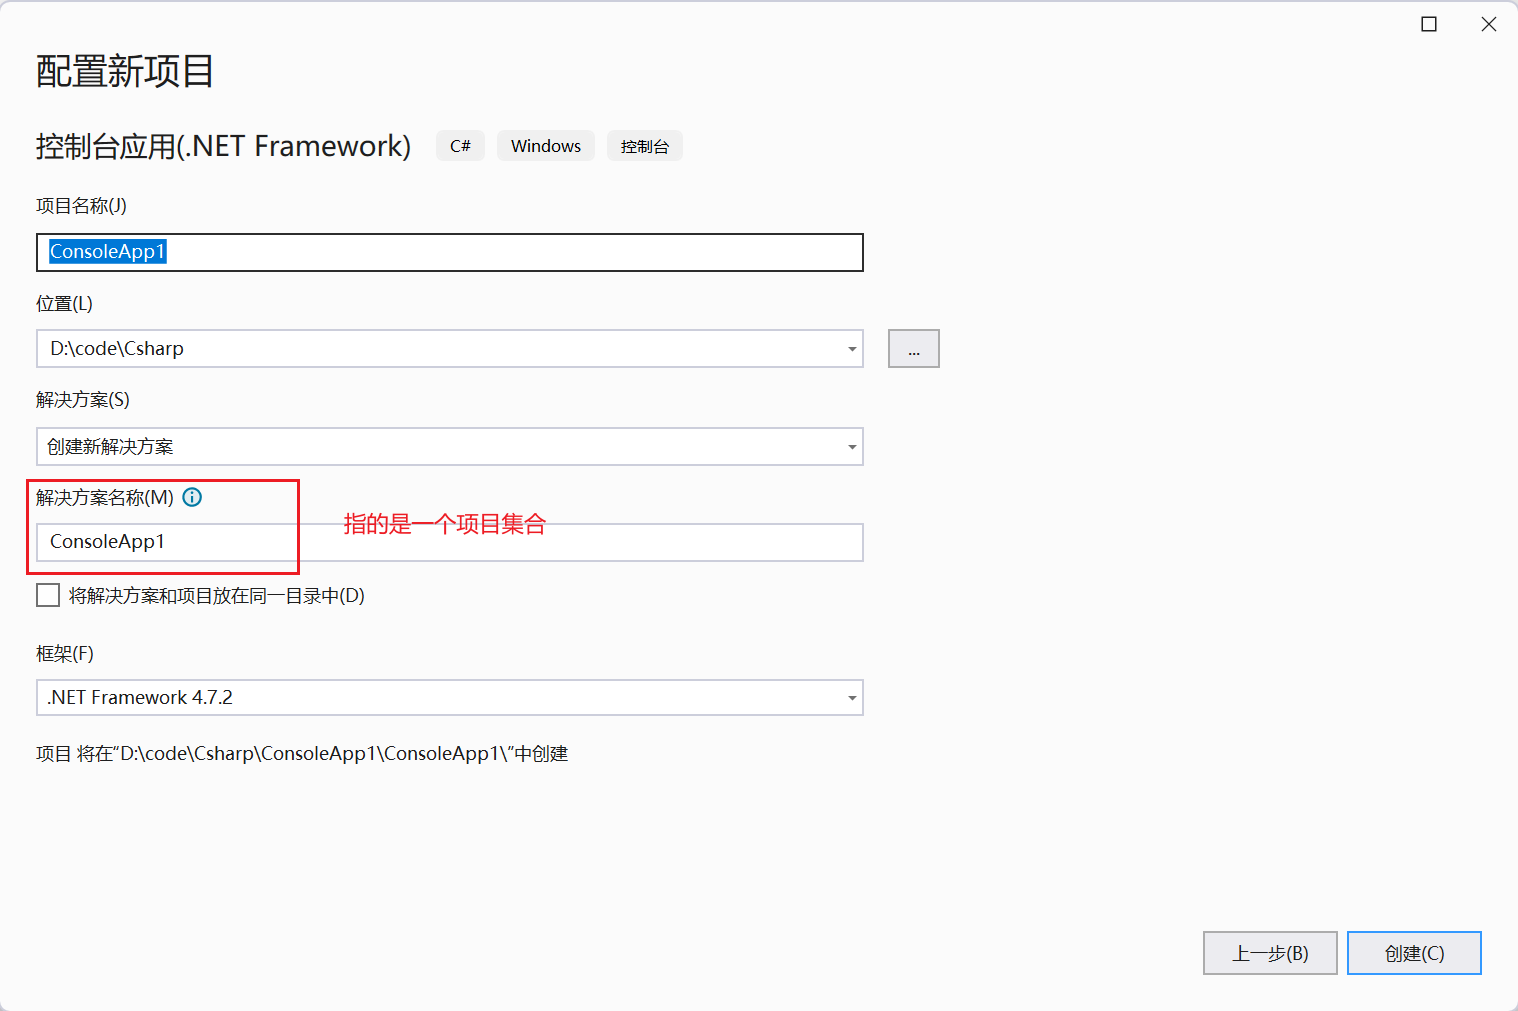 配置新项目
控制台应用(.NET Framework) C# Windows 控制台
项目名称(J)
ConsoleApp1
位置(L)
D:\code\Csharp
...
解决方案(S)
创建新解决方案
解决方案名称(M)
指的是一个项目集合
ConsoleApp1
将解决方案和项目放在同一目录中(D)
框架(F)
.NET Framework 4.7.2
项目 将在“D:\code\Csharp\ConsoleApp1\ConsoleApp1\”中创建
上一步(B) 创建(C)